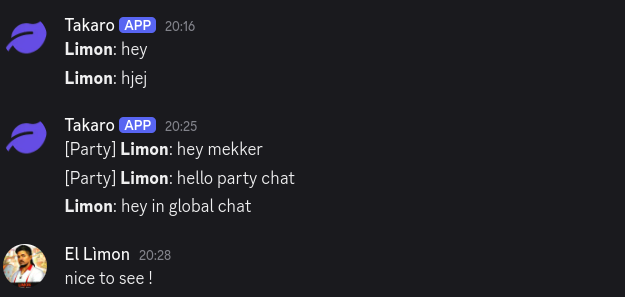 Takaro APP 20:16
Limon: hey
Limon: hjej
Takaro APP 20:25
[Party] Limon: hey mekker
[Party] Limon: hello party chat
Limon: hey in global chat
El Lìmon 20:28
nice to see !